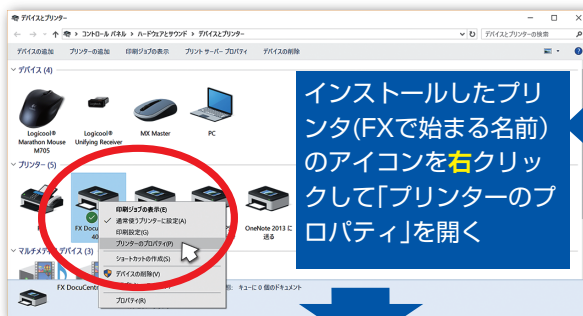 デバイスとプリンター
コントロール パネル > ハードウェアとサウンド > デバイスとプリンター
デバイスとプリンターの検索
デバイスの追加 プリンターの追加 印刷ジョブの表示 プリント サーバー プロパティ デバイスの削除
デバイス (4)
Logicool®
Marathon Mouse
M705
Logicool®
Unifying Receiver
MX Master
PC
プリンター (5)
FX Docu
40
OneNote 2013 に
送る
印刷ジョブの表示(E)
通常使うプリンターに設定(A)
印刷設定(G)
プリンターのプロパティ(P)
ショートカットの作成(S)
デバイスの削除(V)
プロパティ(R)
マルチメディア デバイス (3)
FX DocuCent
キューに 0 個のドキュメント
インストールしたプリ
ンタ(FXで始まる名前)
のアイコンを右クリッ
クして「プリンターのプ
ロパティ」を開く